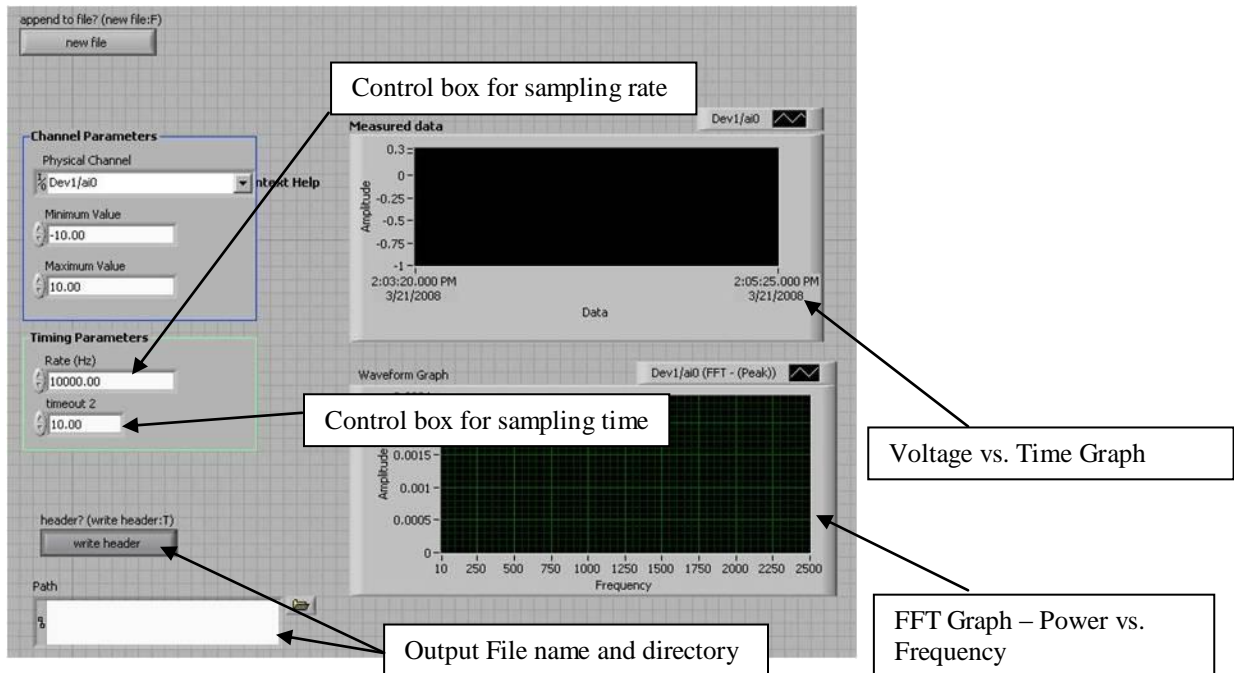 append to file? (new file:F)
new file
Control box for sampling rate
Channel Parameters
Physical Channel
Dev1/ai0
ntext Help
Minimum Value
-10.00
Maximum Value
10.00
Timing Parameters
Rate (Hz)
10000.00
timeout 2
10.00
Control box for sampling time
Measured data
Dev1/ai0
0.3
0
-0.25
-0.5
-0.75
-1
Amplitude
2:03:20.000 PM
3/21/2008
2:05:25.000 PM
3/21/2008
Data
Waveform Graph
Dev1/ai0 (FFT - (Peak))
0.0015
0.001
0.0005
0
Amplitude
10 250 500 750 1000 1250 1500 1750 2000 2250 2500
Frequency
Voltage vs. Time Graph
header? (write header:T)
write header
Path
Output File name and directory
FFT Graph – Power vs.
Frequency